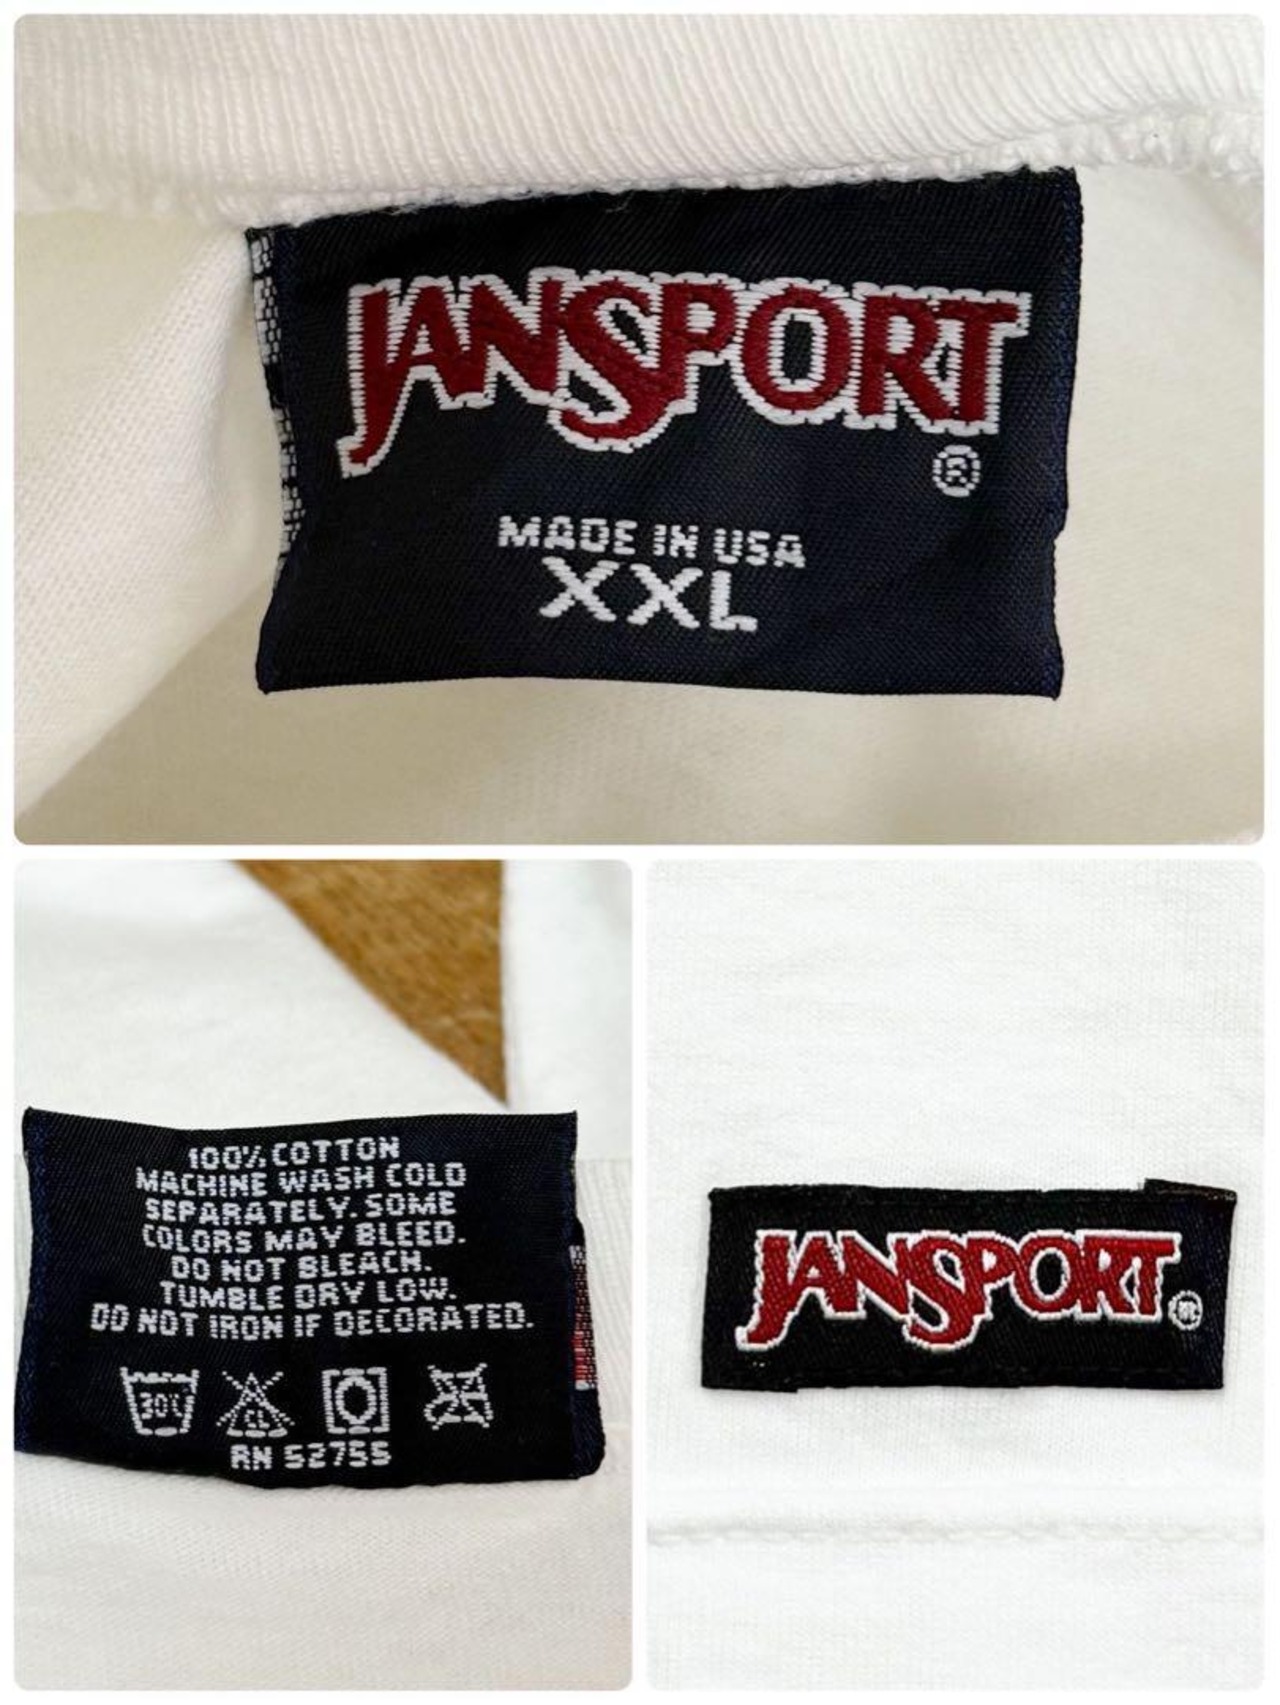 JANSPORT
®
MADE IN USA
XXL
100% COTTON
MACHINE WASH COLD
SEPARATELY. SOME
COLORS MAY BLEED.
DO NOT BLEACH.
TUMBLE DRY LOW.
DO NOT IRON IF DECORATED.
CL
RN 52755
JANSPORT